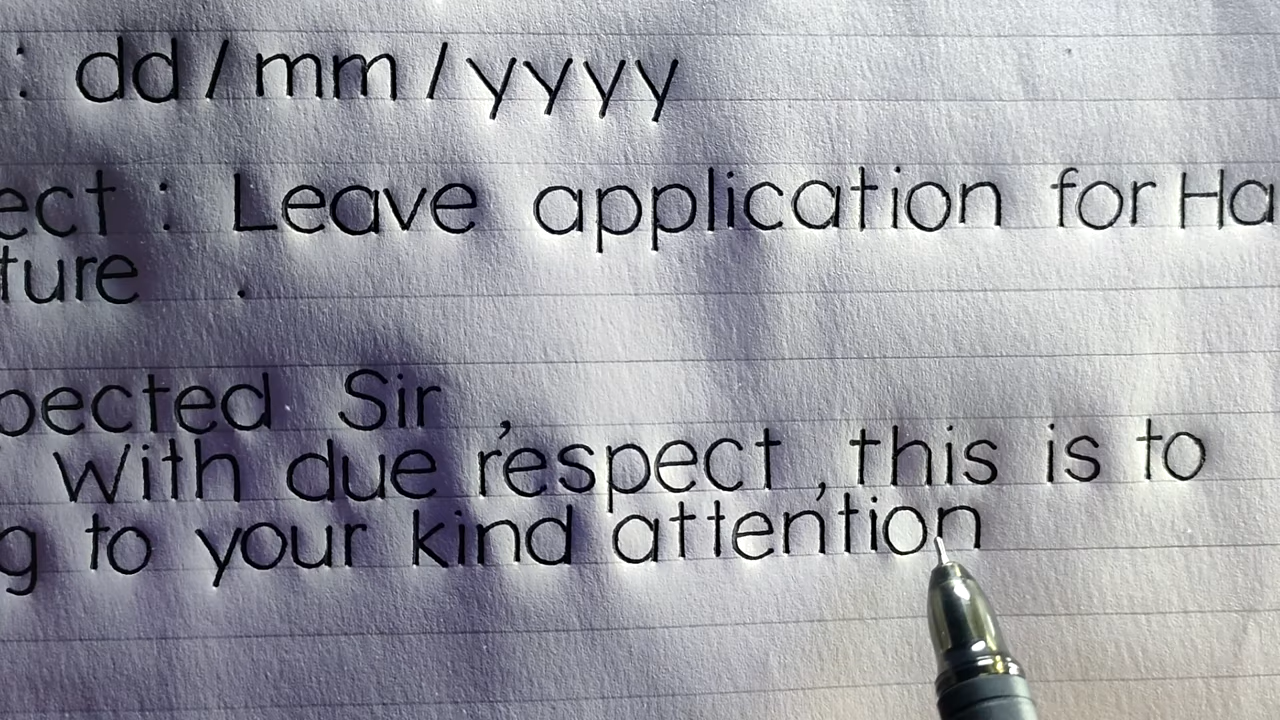 : dd/mm/yyyy
ect : Leave application for Ha
ture .
pected Sir ,
With due respect , this is to
g to your kind attention